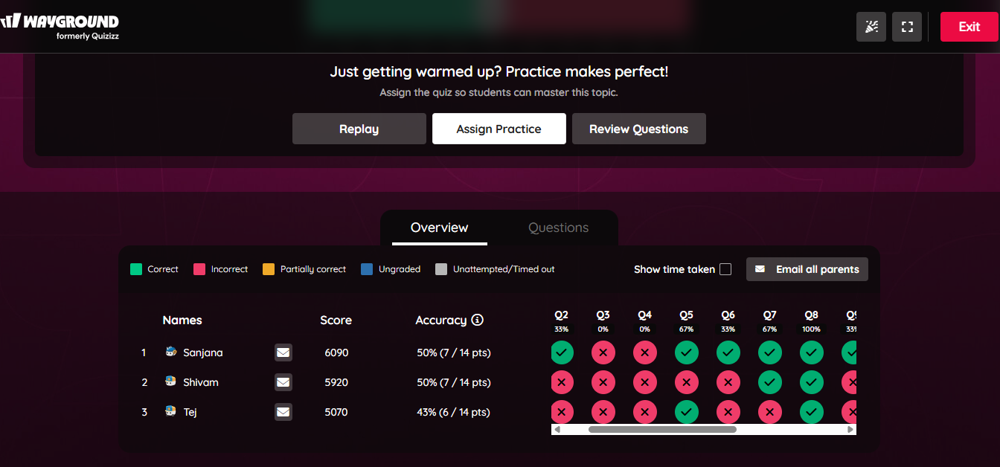 WAYGROUND
formerly Quizizz
Exit
Just getting warmed up? Practice makes perfect!
Assign the quiz so students can master this topic.
Replay Assign Practice Review Questions
Overview Questions
Correct Incorrect Partially correct Ungraded Unattempted/Timed out Show time taken Email all parents
Names Score Accuracy Q2 Q3 Q4 Q5 Q6 Q7 Q8
33% 0% 0% 67% 33% 67% 100%
1 Sanjana 6090 50% (7 / 14 pts)
2 Shivam 5920 50% (7 / 14 pts)
3 Tej 5070 43% (6 / 14 pts)